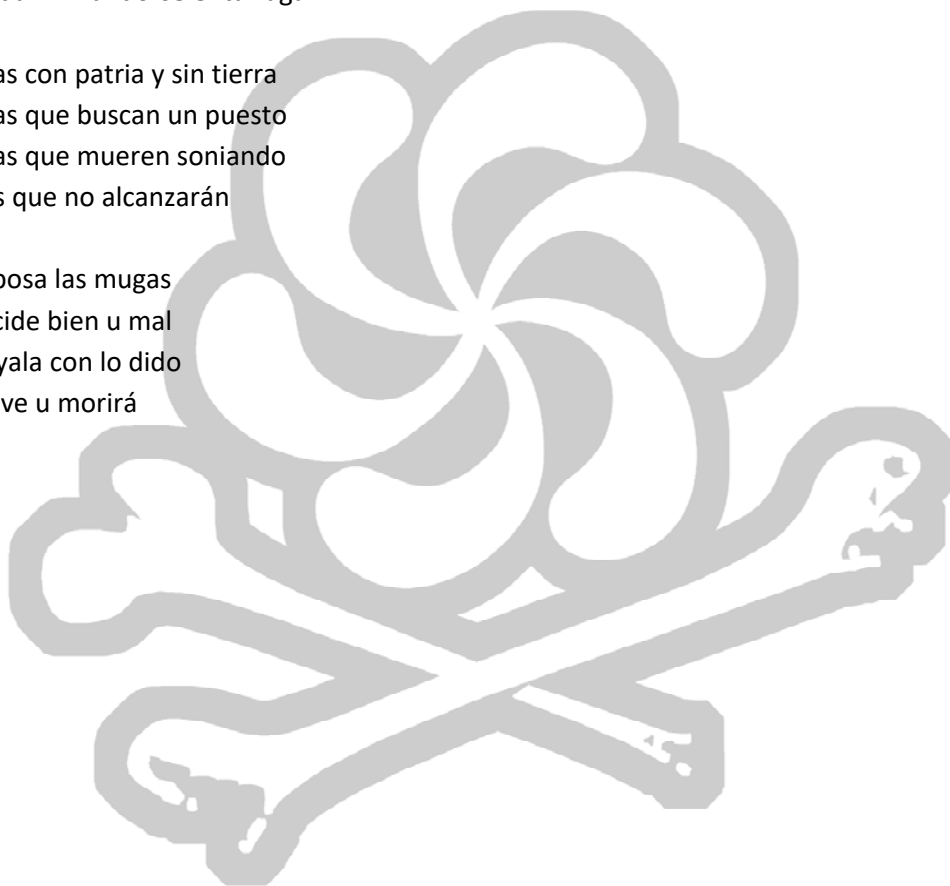 as con patria y sin tierra
as que buscan un puesto
as que mueren soniando
s que no alcanzarán
posa las mugas
cide bien u mal
yala con lo dido
ve u morirá